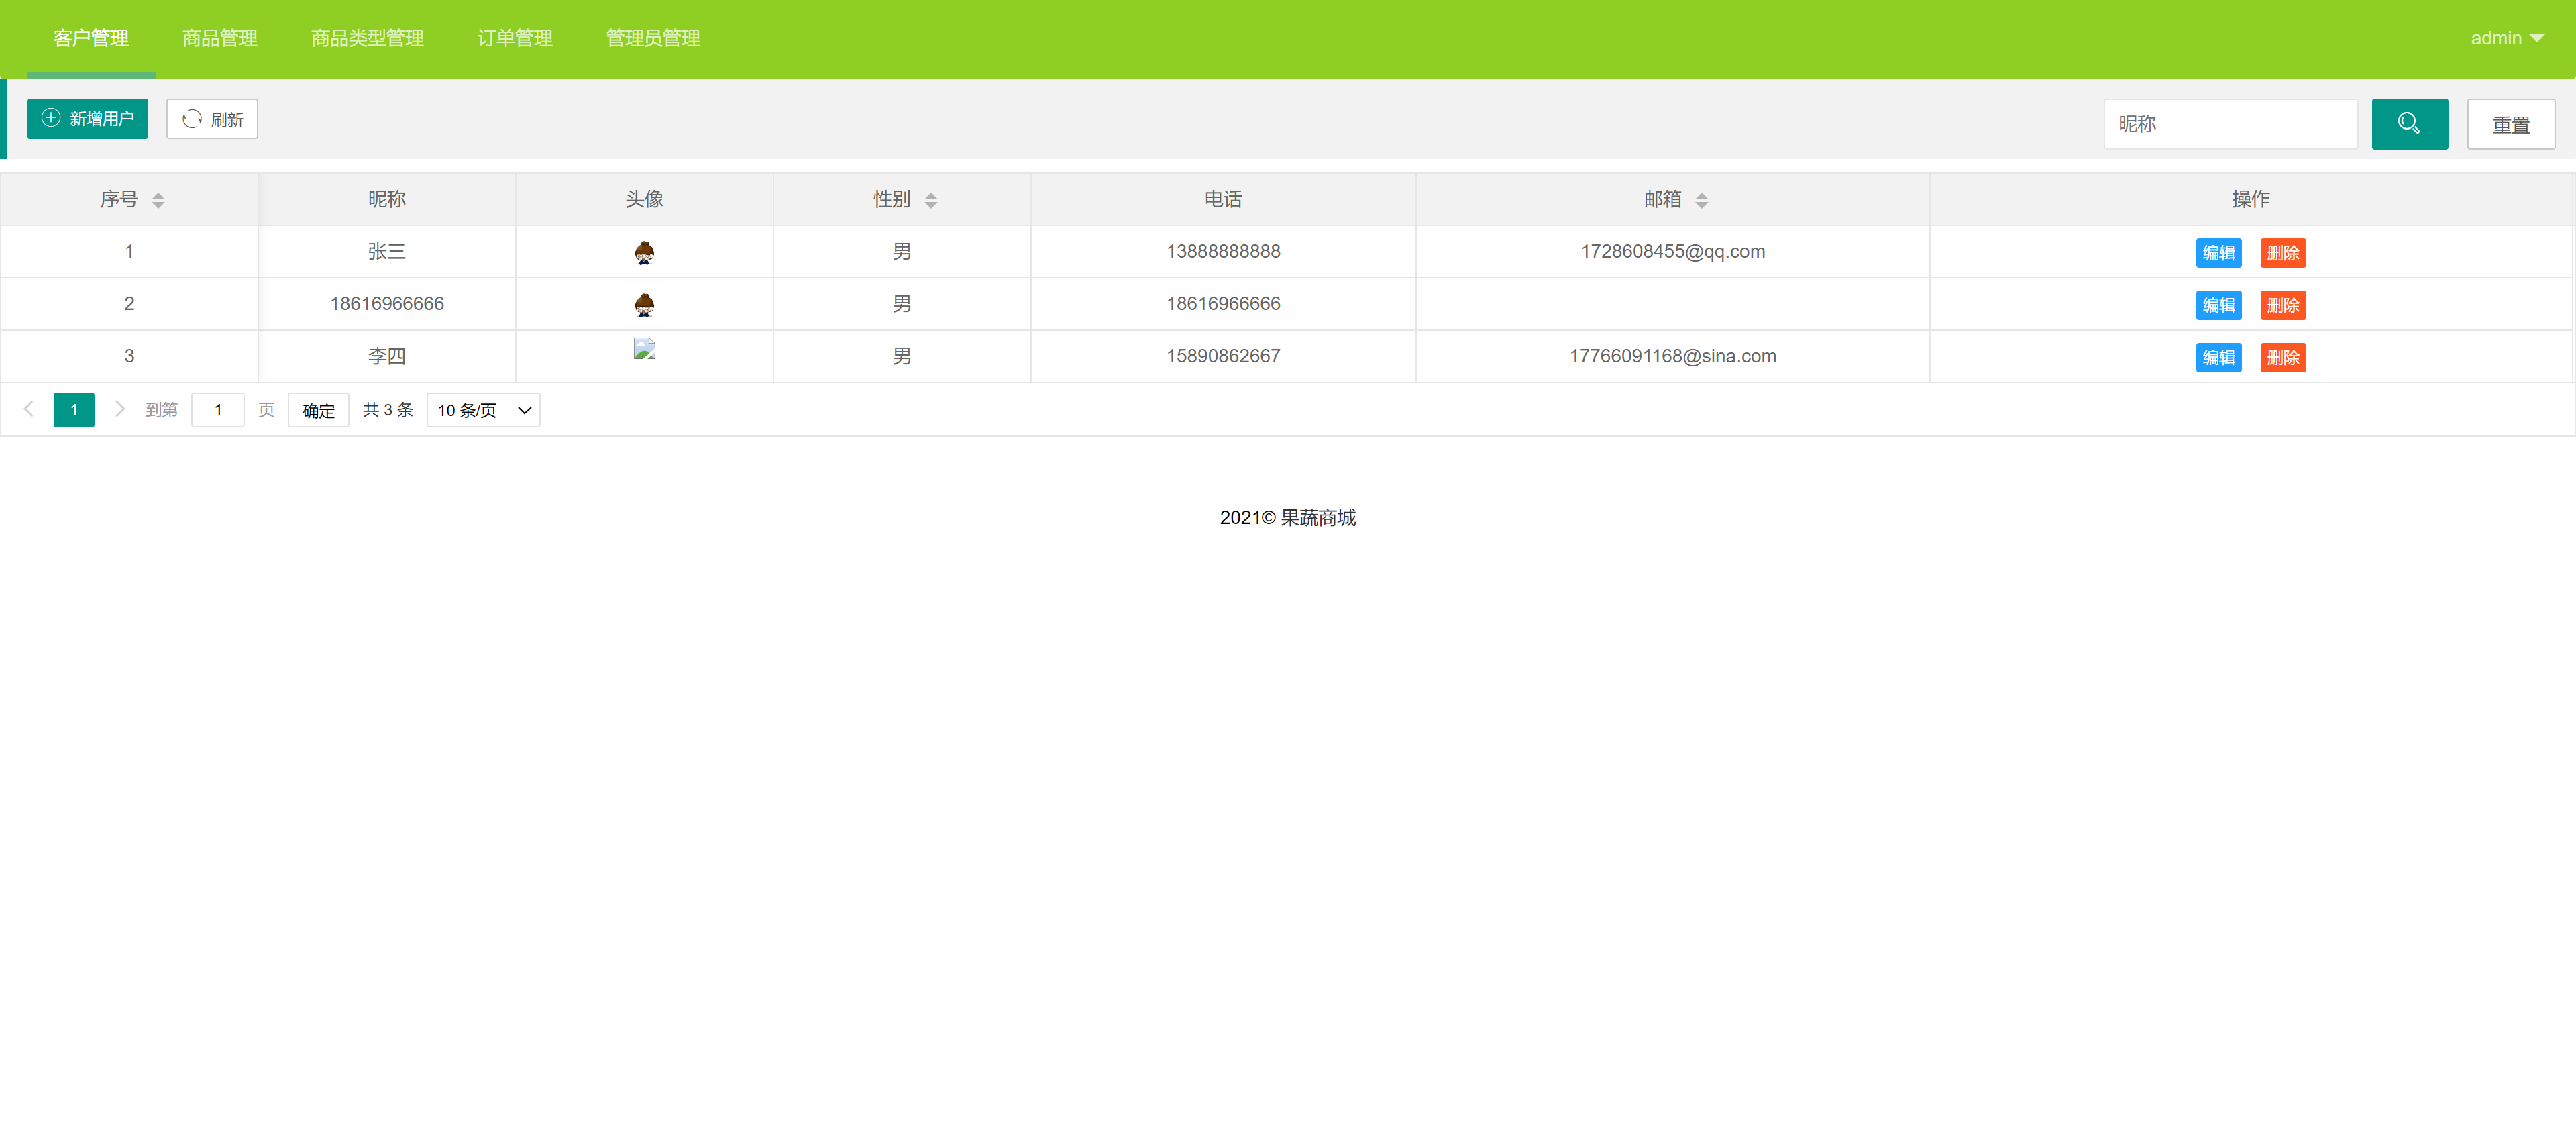 客户管理 商品管理 商品类型管理 订单管理 管理员管理 admin
新增用户 刷新 昵称 重置
序号 昵称 头像 性别 电话 邮箱 操作
1 张三 男 13888888888 1728608455@qq.com 编辑 删除
2 18616966666 男 18616966666 编辑 删除
3 李四 男 15890862667 17766091168@sina.com 编辑 删除
1 到第 1 页 确定 共 3 条 10 条/页
2021© 果蔬商城